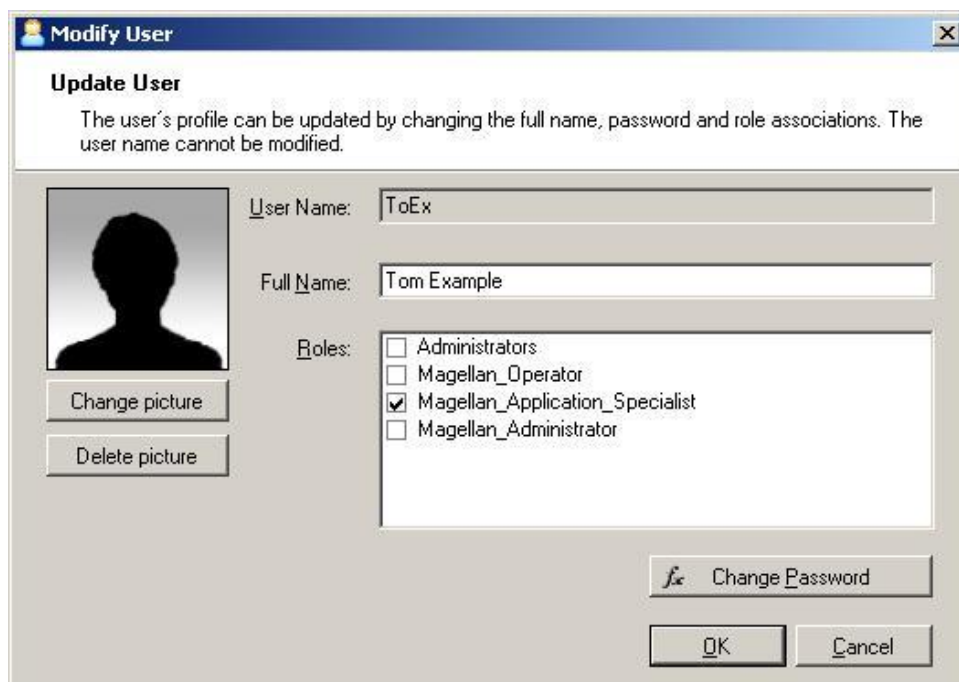 Modify User
Update User
The user´s profile can be updated by changing the full name, password and role associations. The
user name cannot be modified.
User Name: ToEx
Full Name: Tom Example
Roles: Administrators
Magellan_Operator
Magellan_Application_Specialist
Magellan_Administrator
Change picture
Delete picture
fx Change Password
OK Cancel